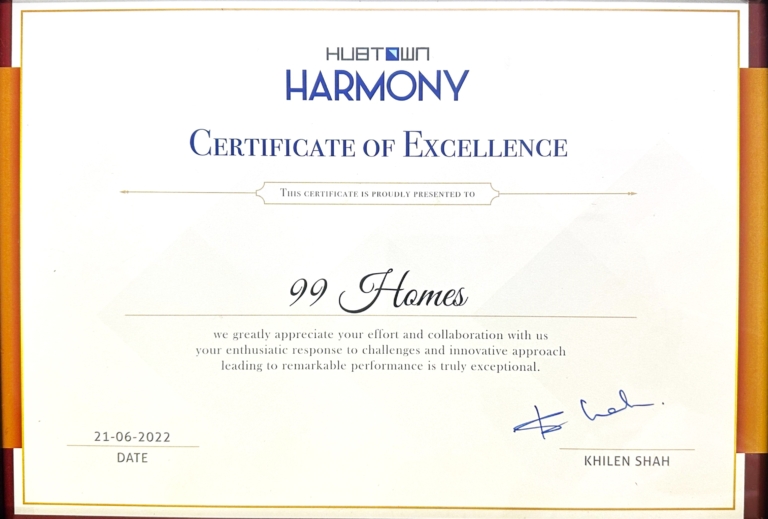 HUBTOWN
HARMONY
CERTIFICATE OF EXCELLENCE
THIS CERTIFICATE IS PROUDLY PRESENTED TO
99 Homes
we greatly appreciate your effort and collaboration with us
your enthusiatic response to challenges and innovative approach
leading to remarkable performance is truly exceptional.
21-06-2022
DATE
KHILEN SHAH